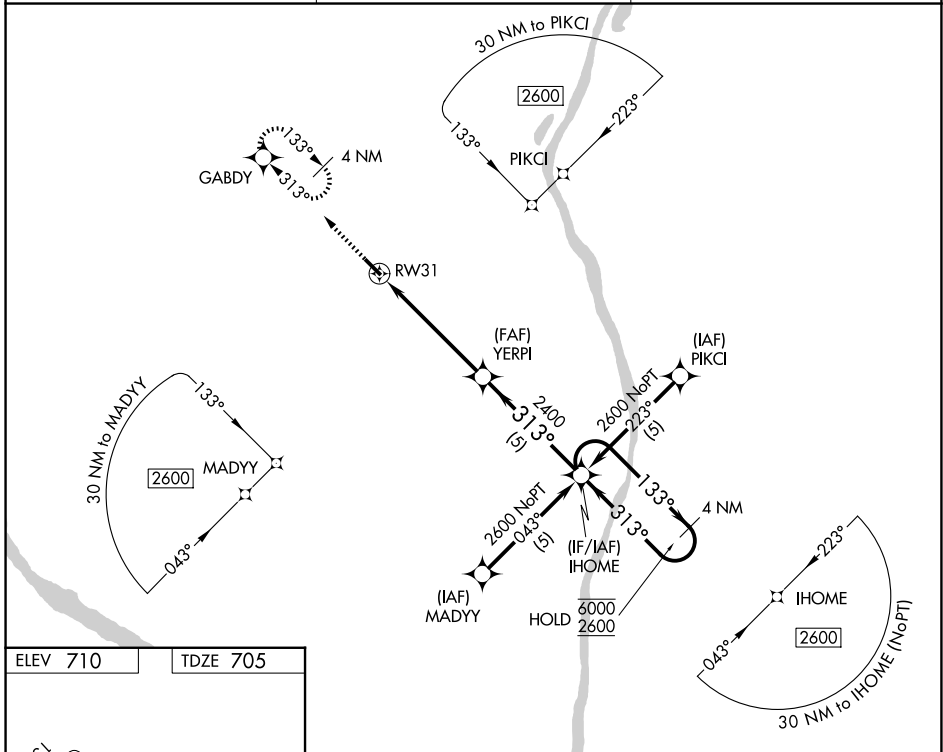 30 NM to PIKCI
2600
133°
223°
PIKCI
133°
4 NM
GABDY
313°
RW31
(FAF)
YERPI
(IAF)
PIKCI
2400
313°
(5)
2600 NoPT
223°
(5)
30 NM to MADYY
133°
2600
MADYY
043°
2600 NoPT
043°
(5)
133°
4 NM
313°
(IF/IAF)
IHOME
(IAF)
MADYY
HOLD
6000
2600
223°
IHOME
2600
043°
30 NM to IHOME (NoPT)
ELEV 710
TDZE 705